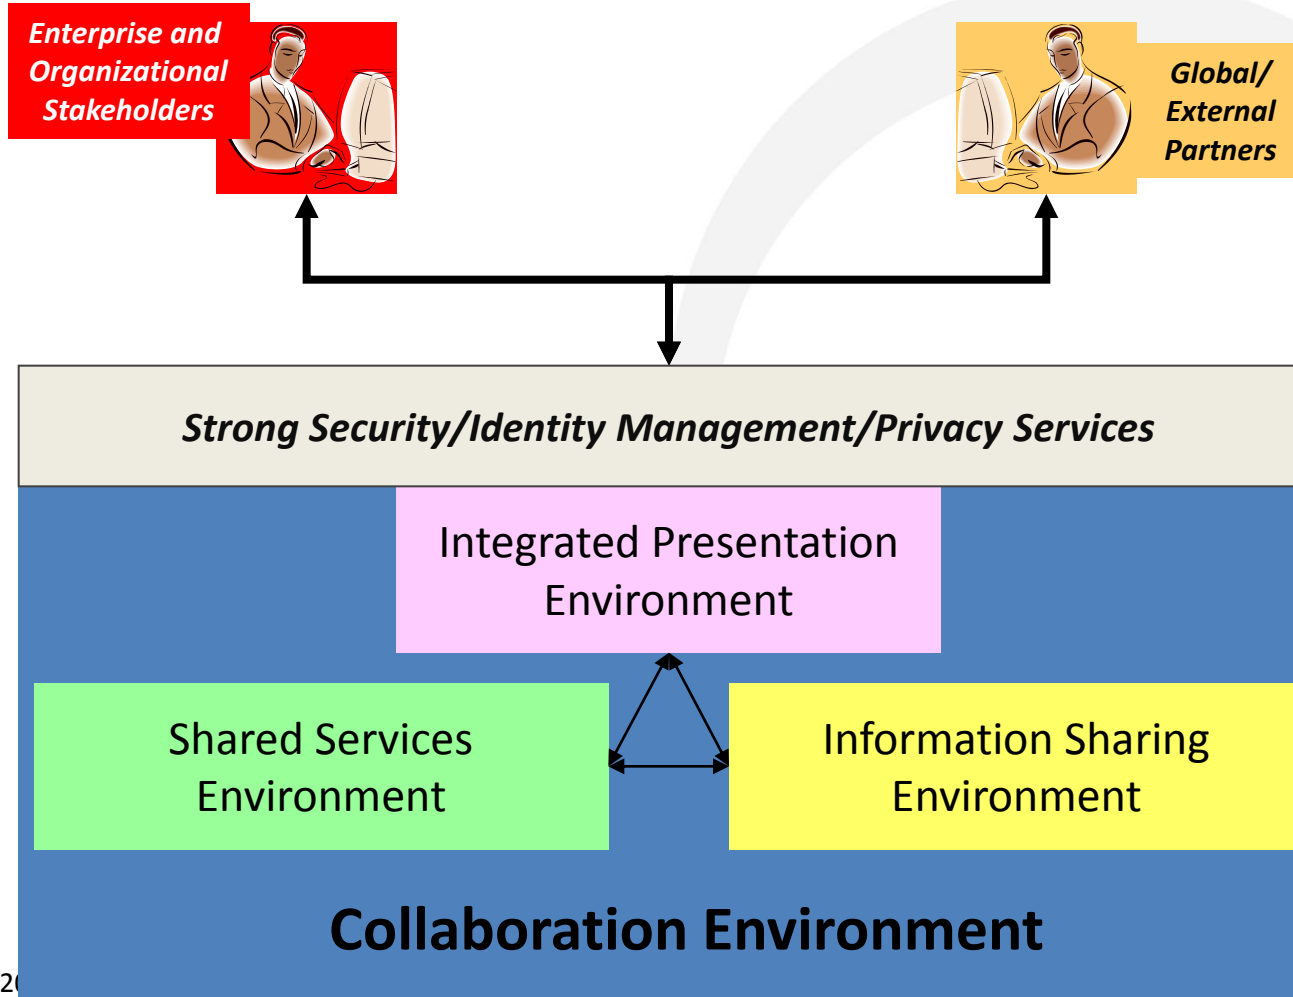 Enterprise and
Organizational
Stakeholders
Global/
External
Partners
Strong Security/Identity Management/Privacy Services
Integrated Presentation
Environment
Shared Services
Environment
Information Sharing
Environment
Collaboration Environment